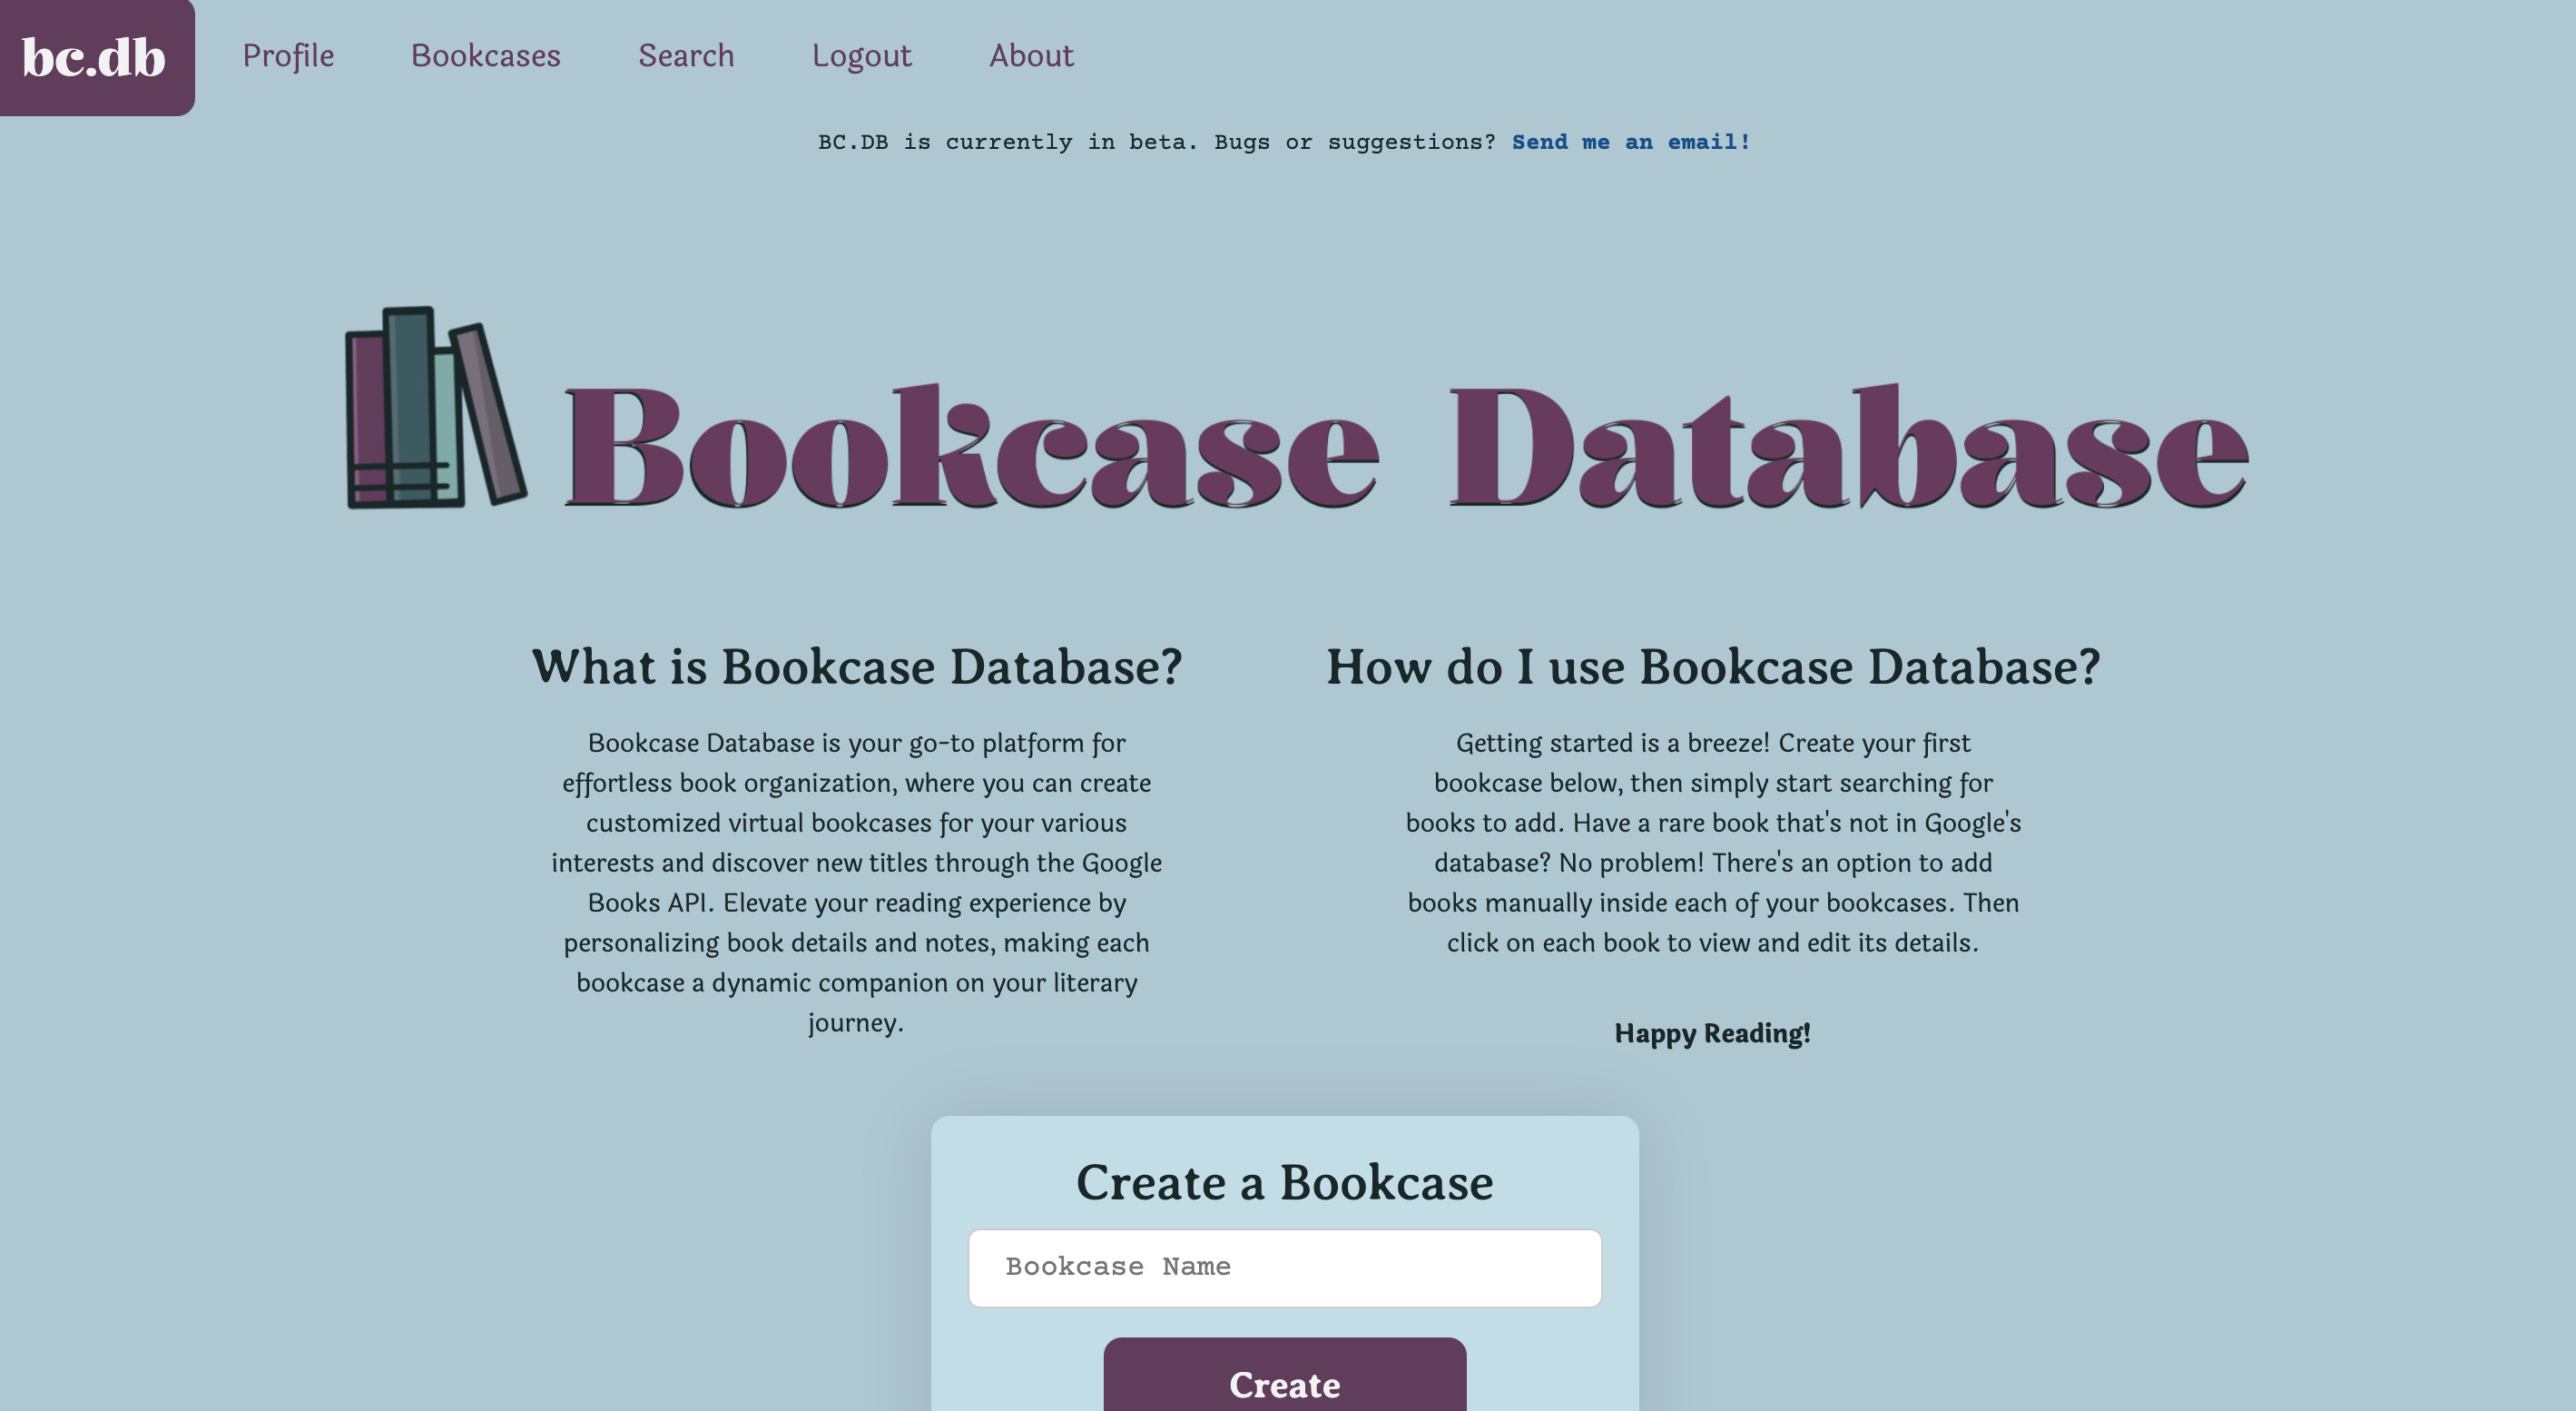 bc.db
Profile
Bookcases
Search
Logout
About
BC.DB is currently in beta. Bugs or suggestions? Send me an email!
Bookcase Database
What is Bookcase Database?
Bookcase Database is your go-to platform for
effortless book organization, where you can create
customized virtual bookcases for your various
interests and discover new titles through the Google
Books API. Elevate your reading experience by
personalizing book details and notes, making each
bookcase a dynamic companion on your literary
journey.
How do I use Bookcase Database?
Getting started is a breeze! Create your first
bookcase below, then simply start searching for
books to add. Have a rare book that's not in Google's
database? No problem! There's an option to add
books manually inside each of your bookcases. Then
click on each book to view and edit its details.
Happy Reading!
Create a Bookcase
Bookcase Name
Create